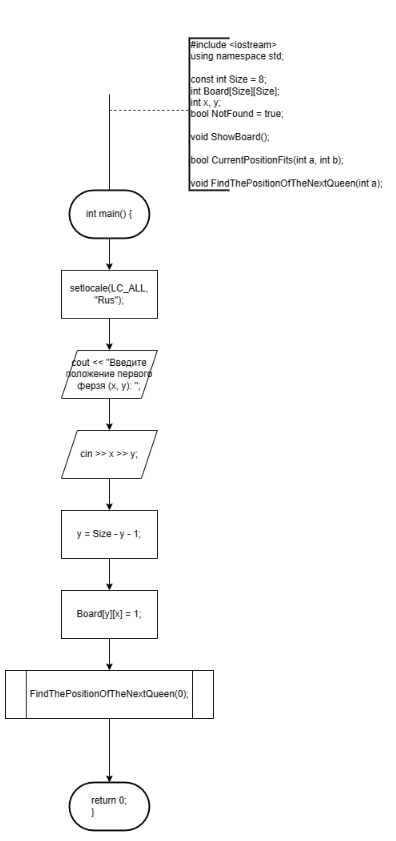 #include <iostream>
using namespace std;
const int Size = 8;
int Board[Size][Size];
int x, y;
bool NotFound = true;
void ShowBoard();
bool CurrentPositionFits(int a, int b);
void FindThePositionOfTheNextQueen(int a);
int main() {
setlocale(LC_ALL,
"Rus");
cout << "Введите
положение первого
ферзя (x, y): ";
cin >> x >> y;
y = Size - y - 1;
Board[y][x] = 1;
FindThePositionOfTheNextQueen(0);
return 0;
}